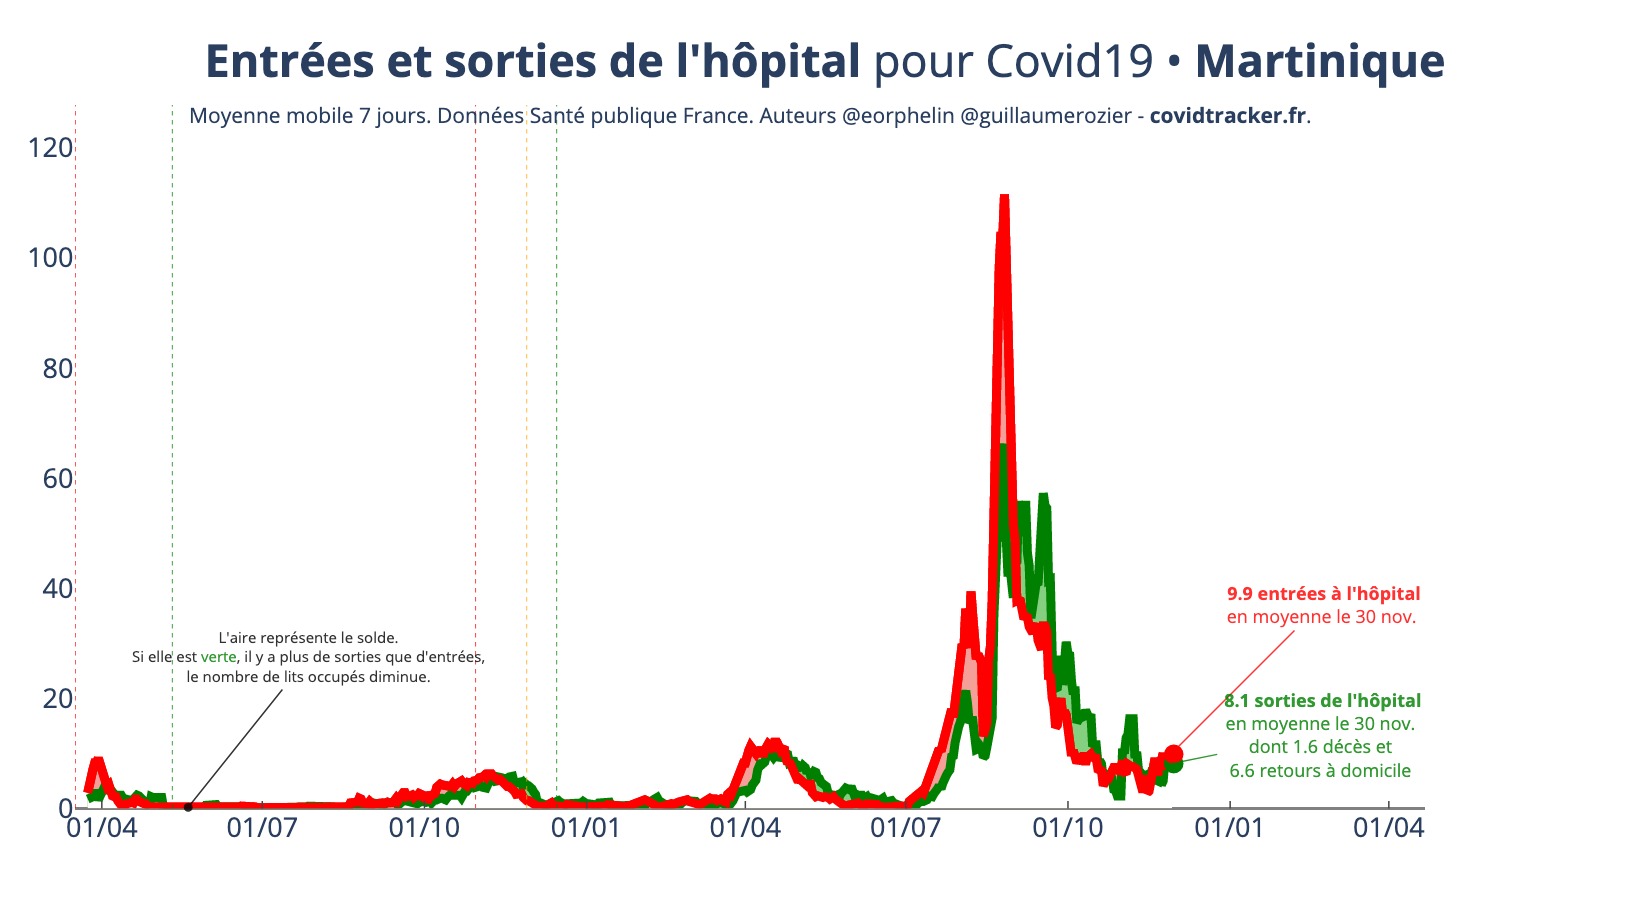 Entrées et sorties de l'hôpital pour Covid19 • Martinique
Moyenne mobile 7 jours. Données Santé publique France. Auteurs @eorphelin @guillaumerozier - covidtracker.fr.
120
100
80
60
40
20
0
L'aire représente le solde.
Si elle est verte, il y a plus de sorties que d'entrées,
le nombre de lits occupés diminue.
9.9 entrées à l'hôpital
en moyenne le 30 nov.
8.1 sorties de l'hôpital
en moyenne le 30 nov.
dont 1.6 décès et
6.6 retours à domicile
01/04 01/07 01/10 01/01 01/04 01/07 01/10 01/01 01/04